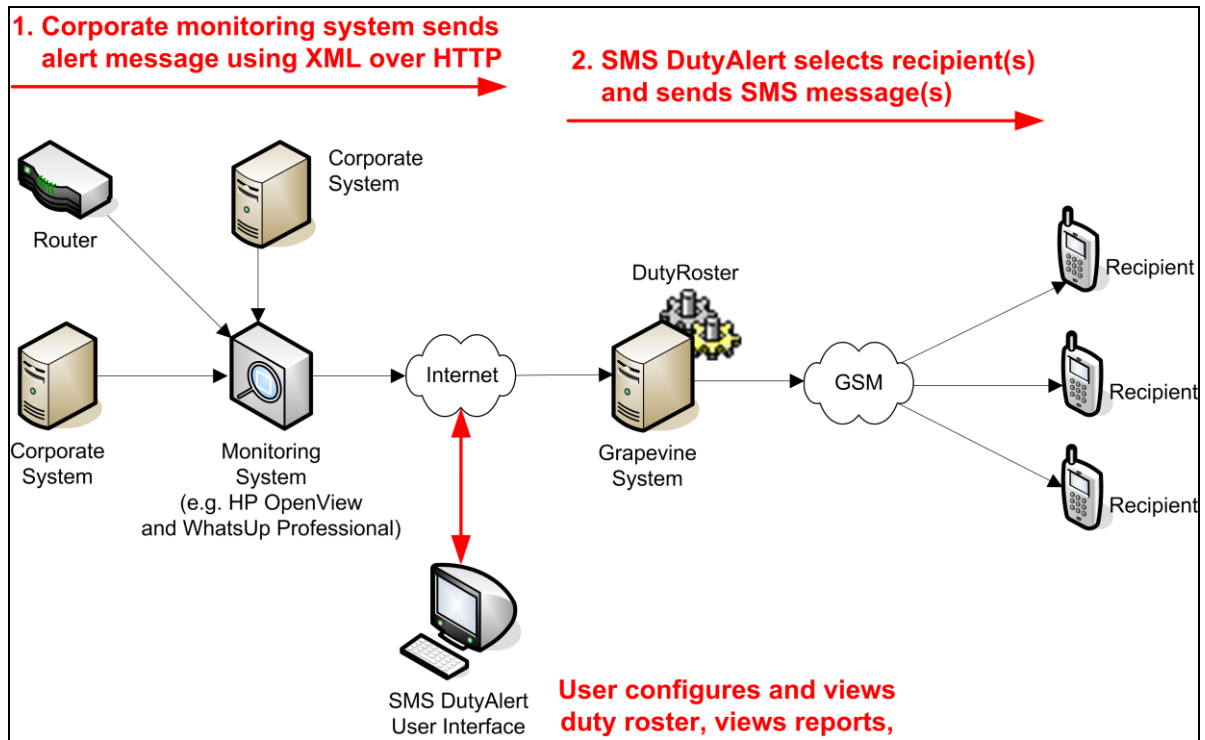 1. Corporate monitoring system sends
alert message using XML over HTTP
2. SMS DutyAlert selects recipient(s)
and sends SMS message(s)
Corporate
System
Router
DutyRoster
Recipient
Internet
GSM
Recipient
Corporate
System
Monitoring
System
(e.g. HP OpenView
and WhatsUp Professional)
Grapevine
System
Recipient
SMS DutyAlert
User Interface
User configures and views
duty roster, views reports,